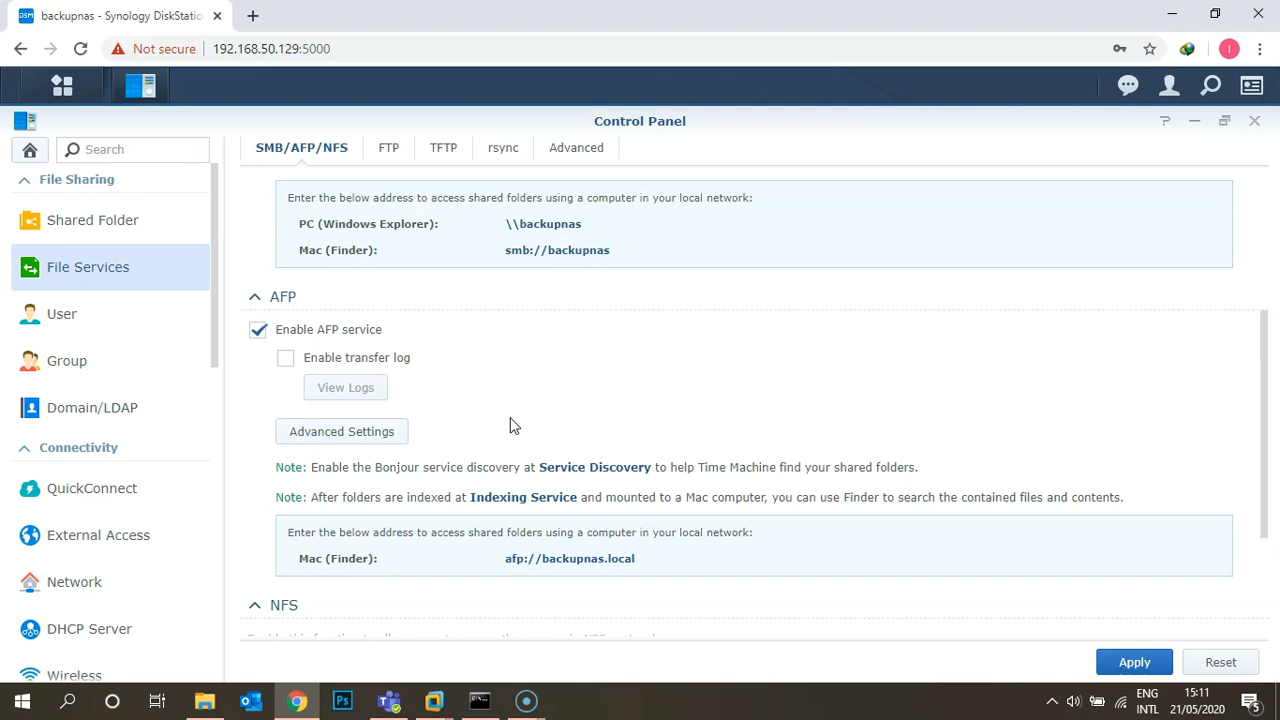 backupnas - Synology DiskStatio
Not secure
192.168.50.129:5000
Control Panel
Search
File Sharing
Shared Folder
File Services
User
Group
Domain/LDAP
Connectivity
QuickConnect
External Access
Network
DHCP Server
Wireless
SMB/AFP/NFS FTP TFTP rsync Advanced
Enter the below address to access shared folders using a computer in your local network:
PC (Windows Explorer): \\backupnas
Mac (Finder): smb://backupnas
AFP
Enable AFP service
Enable transfer log
View Logs
Advanced Settings
Note: Enable the Bonjour service discovery at Service Discovery to help Time Machine find your shared folders.
Note: After folders are indexed at Indexing Service and mounted to a Mac computer, you can use Finder to search the contained files and contents.
Enter the below address to access shared folders using a computer in your local network:
Mac (Finder): afp://backupnas.local
NFS
Apply Reset
ENG 15:11
INTL 21/05/2020 5